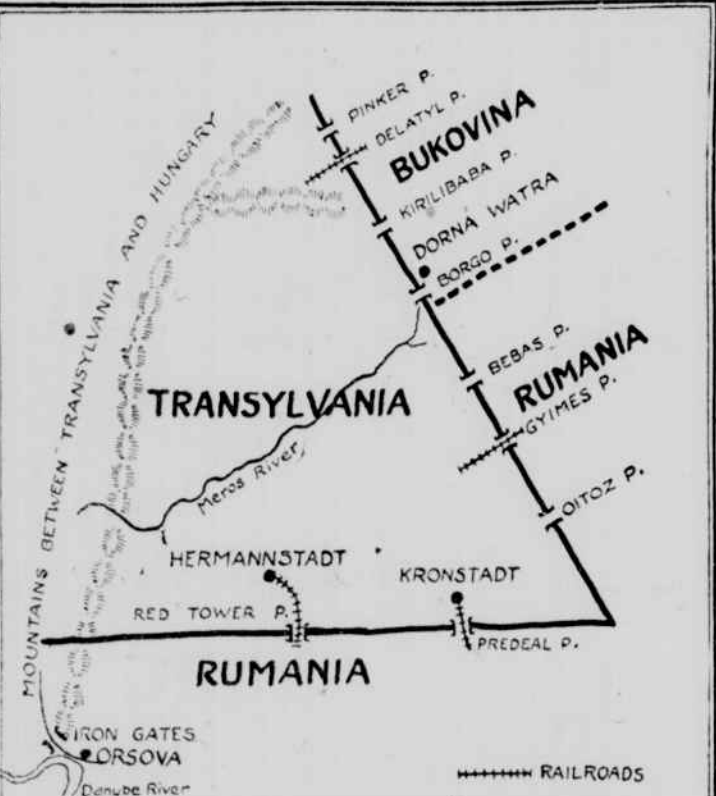 PINKER P.
DELATYL P.
BUKOVINA
KIRILIBABA P.
DORNA WATRA
BORGO P.
MOUNTAINS BETWEEN TRANSYLVANIA AND HUNGARY
BEBAS P.
RUMANIA
GYIMES P.
TRANSYLVANIA
Meros River
OITOZ P.
HERMANNSTADT
KRONSTADT
RED TOWER P.
PREDEAL P.
RUMANIA
IRON GATES
ORSOVA
Danube River
RAILROADS